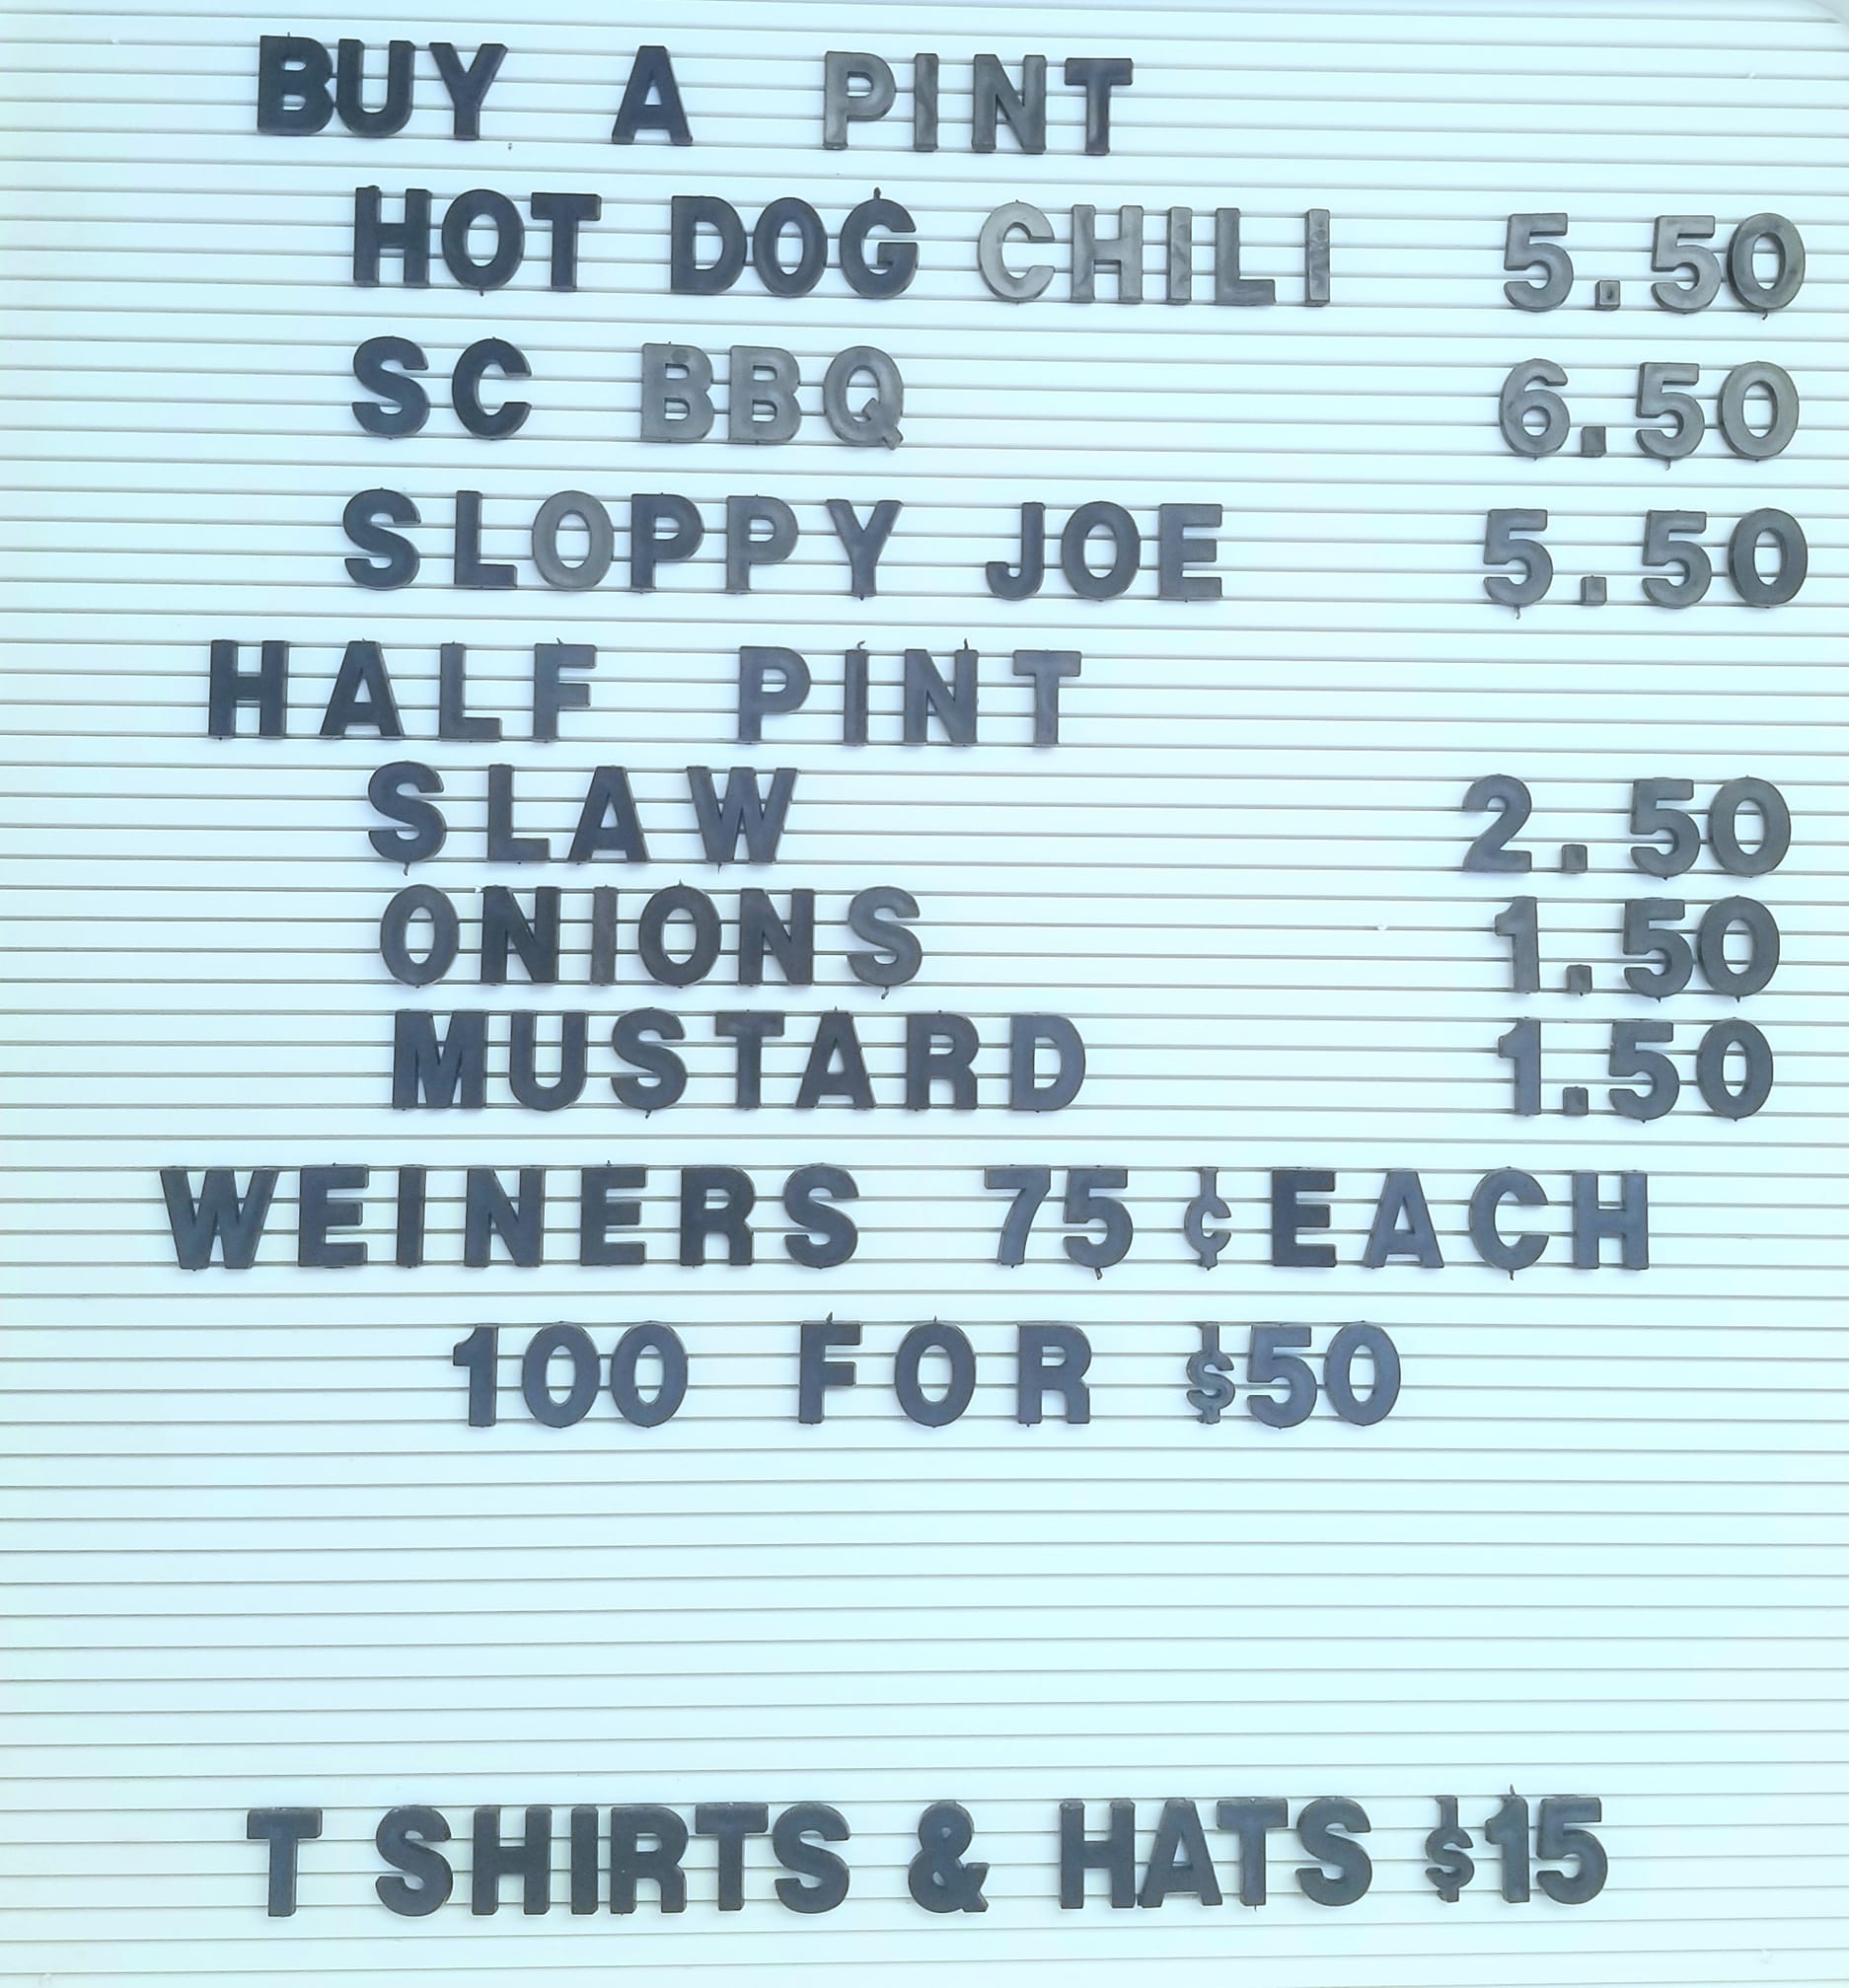 BUY A PINT
HOT DOG CHILI 5.50
SC BBQ 6.50
SLOPPY JOE 5.50
HALF PINT
SLAW 2.50
ONIONS 1.50
MUSTARD 1.50
WEINERS 75¢ EACH
100 FOR $50
T SHIRTS & HATS $15